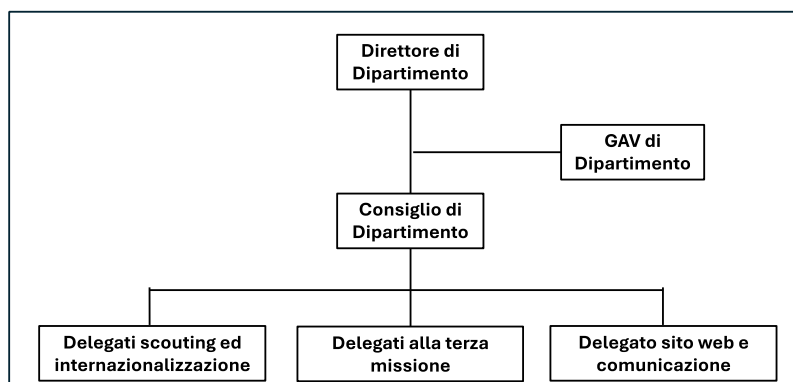 Direttore di
Dipartimento
GAV di
Dipartimento
Consiglio di
Dipartimento
Delegati scouting ed
internazionalizzazione
Delegati alla terza
missione
Delegato sito web e
comunicazione